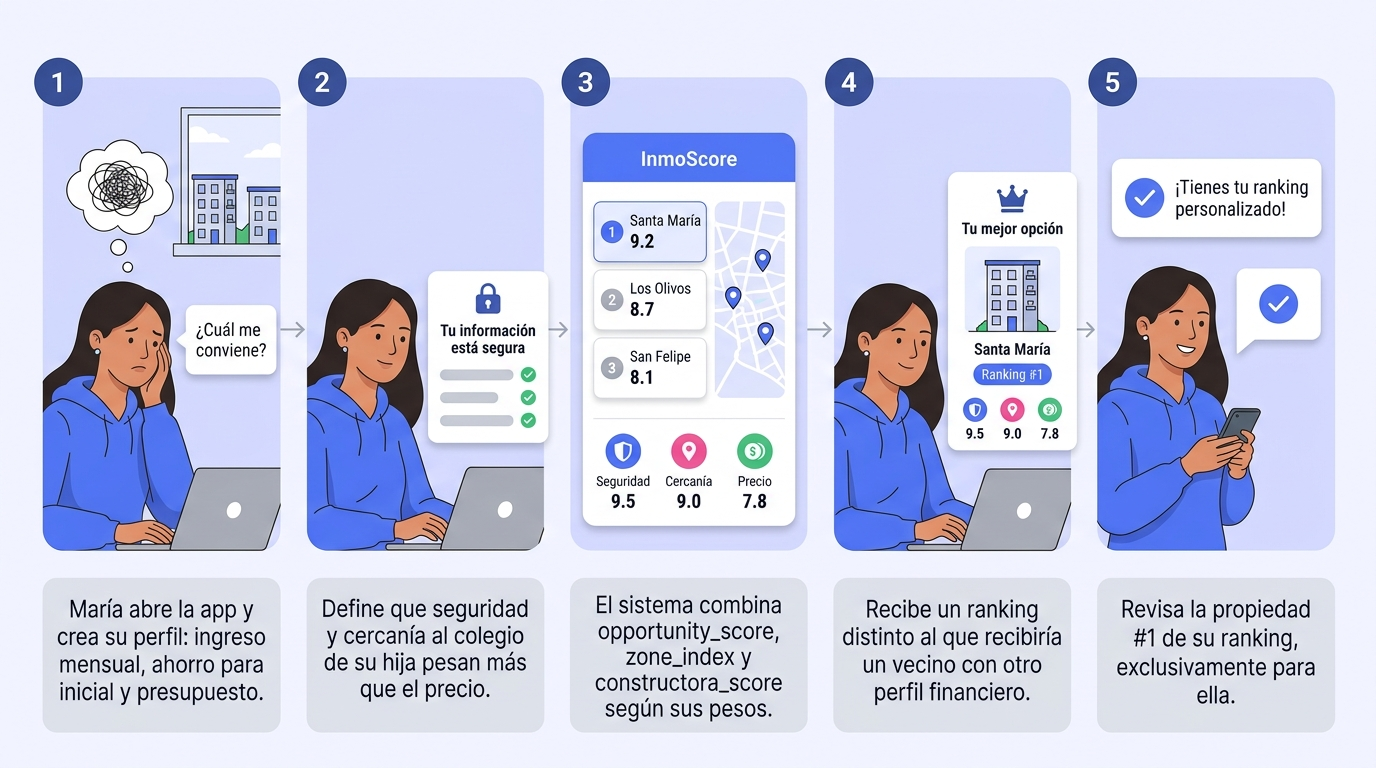 1
¿Cuál me
conviene?
María abre la app y
crea su perfil: ingreso
mensual, ahorro para
inicial y presupuesto.
2
Tu información
está segura
Define que seguridad
y cercanía al colegio
de su hija pesan más
que el precio.
3
InmoScore
1
Santa María
9.2
2
Los Olivos
8.7
3
San Felipe
8.1
Seguridad
9.5
Cercanía
9.0
Precio
7.8
El sistema combina
opportunity_score,
zone_index y
constructora_score
según sus pesos.
4
Tu mejor opción
Santa María
Ranking #1
9.5 9.0 7.8
Recibe un ranking
distinto al que recibiría
un vecino con otro
perfil financiero.
5
¡Tienes tu ranking
personalizado!
Revisa la propiedad
#1 de su ranking,
exclusivamente para
ella.